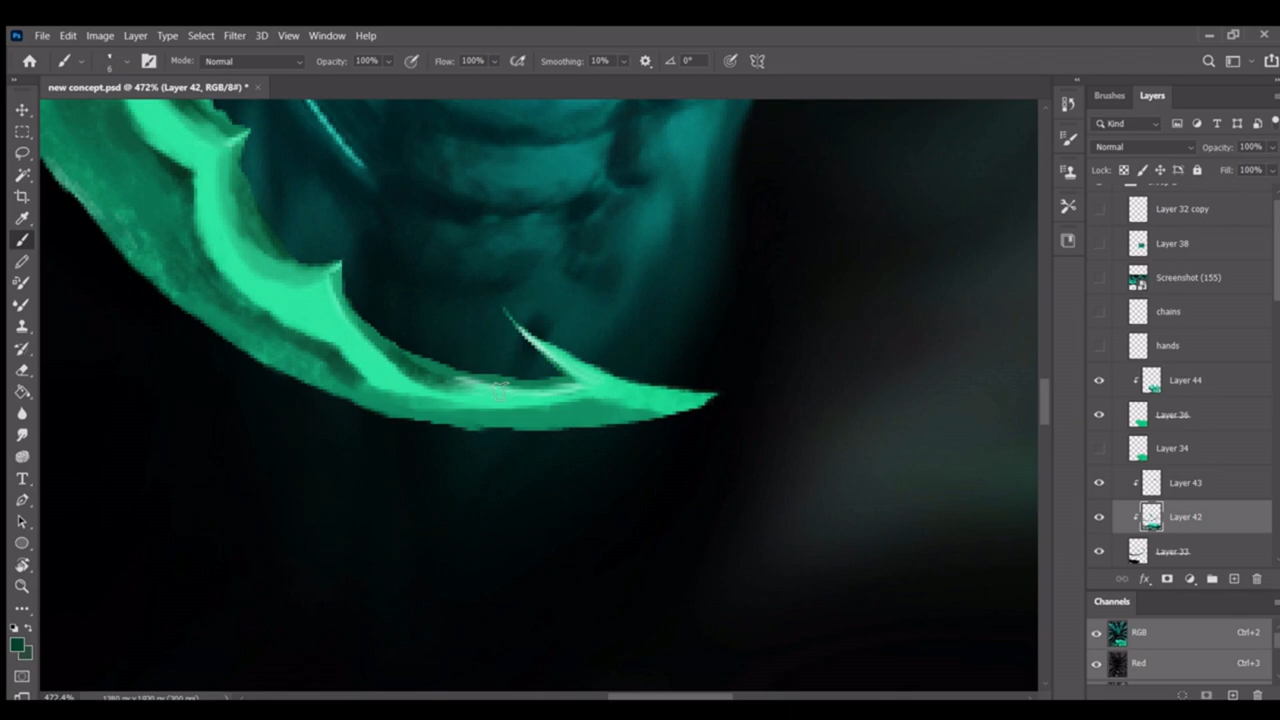 Ps File Edit Image Layer Type Select Filter 3D View Window Help
6 Mode: Normal Opacity: 100% Flow: 100% Smoothing: 10% 0°
new concept.psd @ 472% (Layer 42, RGB/8#) *
Brushes Layers
Kind
Normal Opacity: 100%
Lock: Fill: 100%
Layer 32 copy
Layer 38
Screenshot (155)
chains
hands
Layer 44
Layer 36
Layer 34
Layer 43
Layer 42
Layer 33
fx
Channels
RGB Ctrl+2
Red Ctrl+3